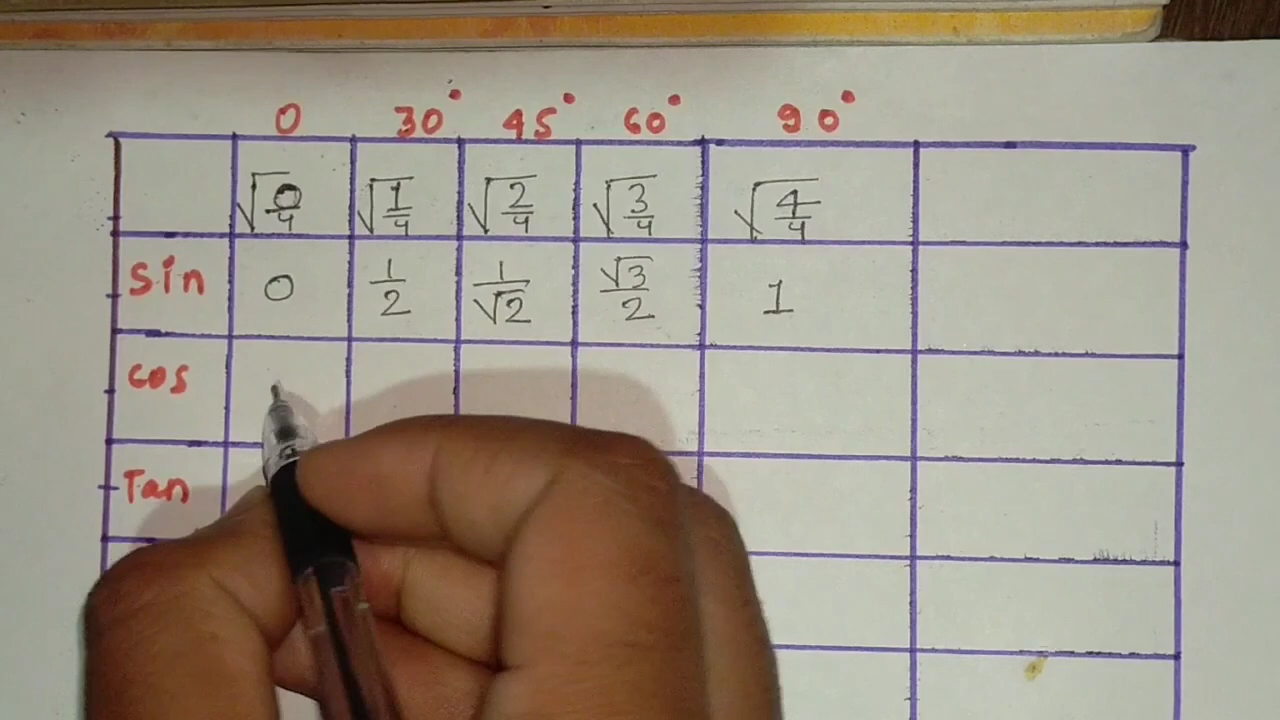 0 30° 45° 60° 90°
√0/4 √1/4 √2/4 √3/4 √4/4
Sin 0 1/2 1/√2 √3/2 1
cos
Tan